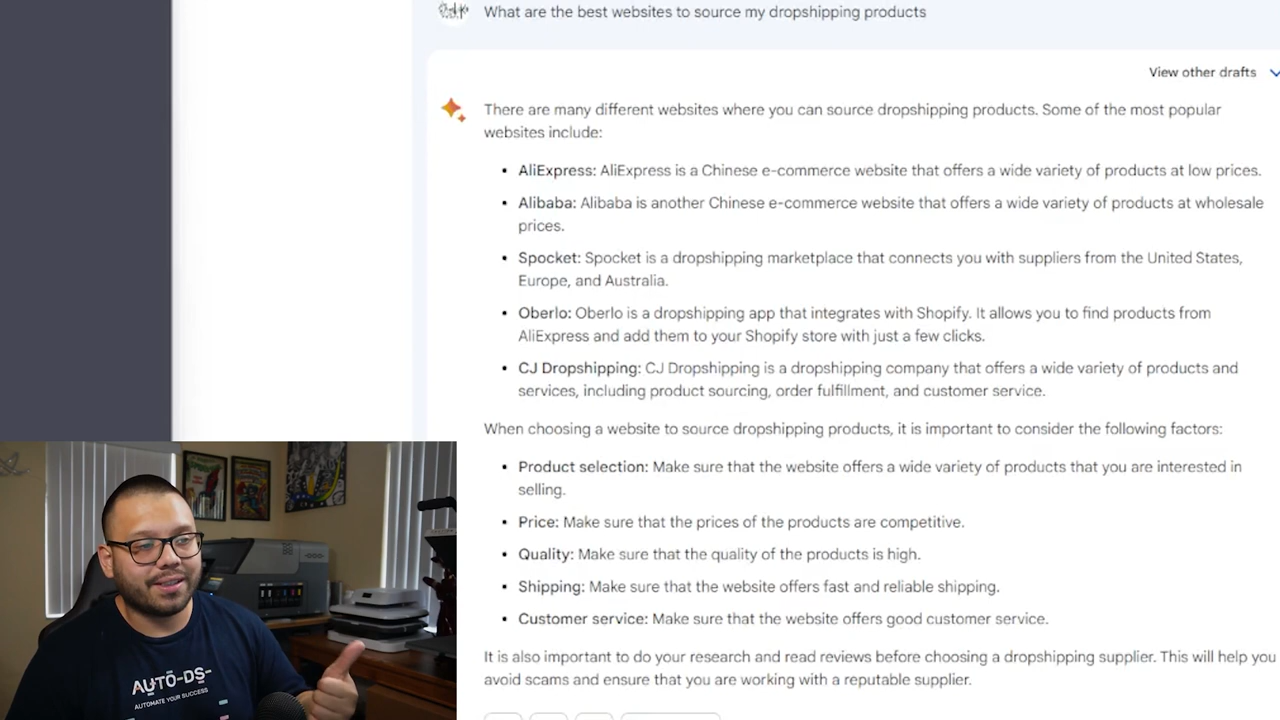 What are the best websites to source my dropshipping products
View other drafts
There are many different websites where you can source dropshipping products. Some of the most popular
websites include:
• AliExpress: AliExpress is a Chinese e-commerce website that offers a wide variety of products at low prices.
• Alibaba: Alibaba is another Chinese e-commerce website that offers a wide variety of products at wholesale
prices.
• Spocket: Spocket is a dropshipping marketplace that connects you with suppliers from the United States,
Europe, and Australia.
• Oberlo: Oberlo is a dropshipping app that integrates with Shopify. It allows you to find products from
AliExpress and add them to your Shopify store with just a few clicks.
• CJ Dropshipping: CJ Dropshipping is a dropshipping company that offers a wide variety of products and
services, including product sourcing, order fulfillment, and customer service.
When choosing a website to source dropshipping products, it is important to consider the following factors:
• Product selection: Make sure that the website offers a wide variety of products that you are interested in
selling.
• Price: Make sure that the prices of the products are competitive.
• Quality: Make sure that the quality of the products is high.
• Shipping: Make sure that the website offers fast and reliable shipping.
• Customer service: Make sure that the website offers good customer service.
It is also important to do your research and read reviews before choosing a dropshipping supplier. This will help you
avoid scams and ensure that you are working with a reputable supplier.
AUTO-DS-
AUTOMATE YOUR SUCCESS